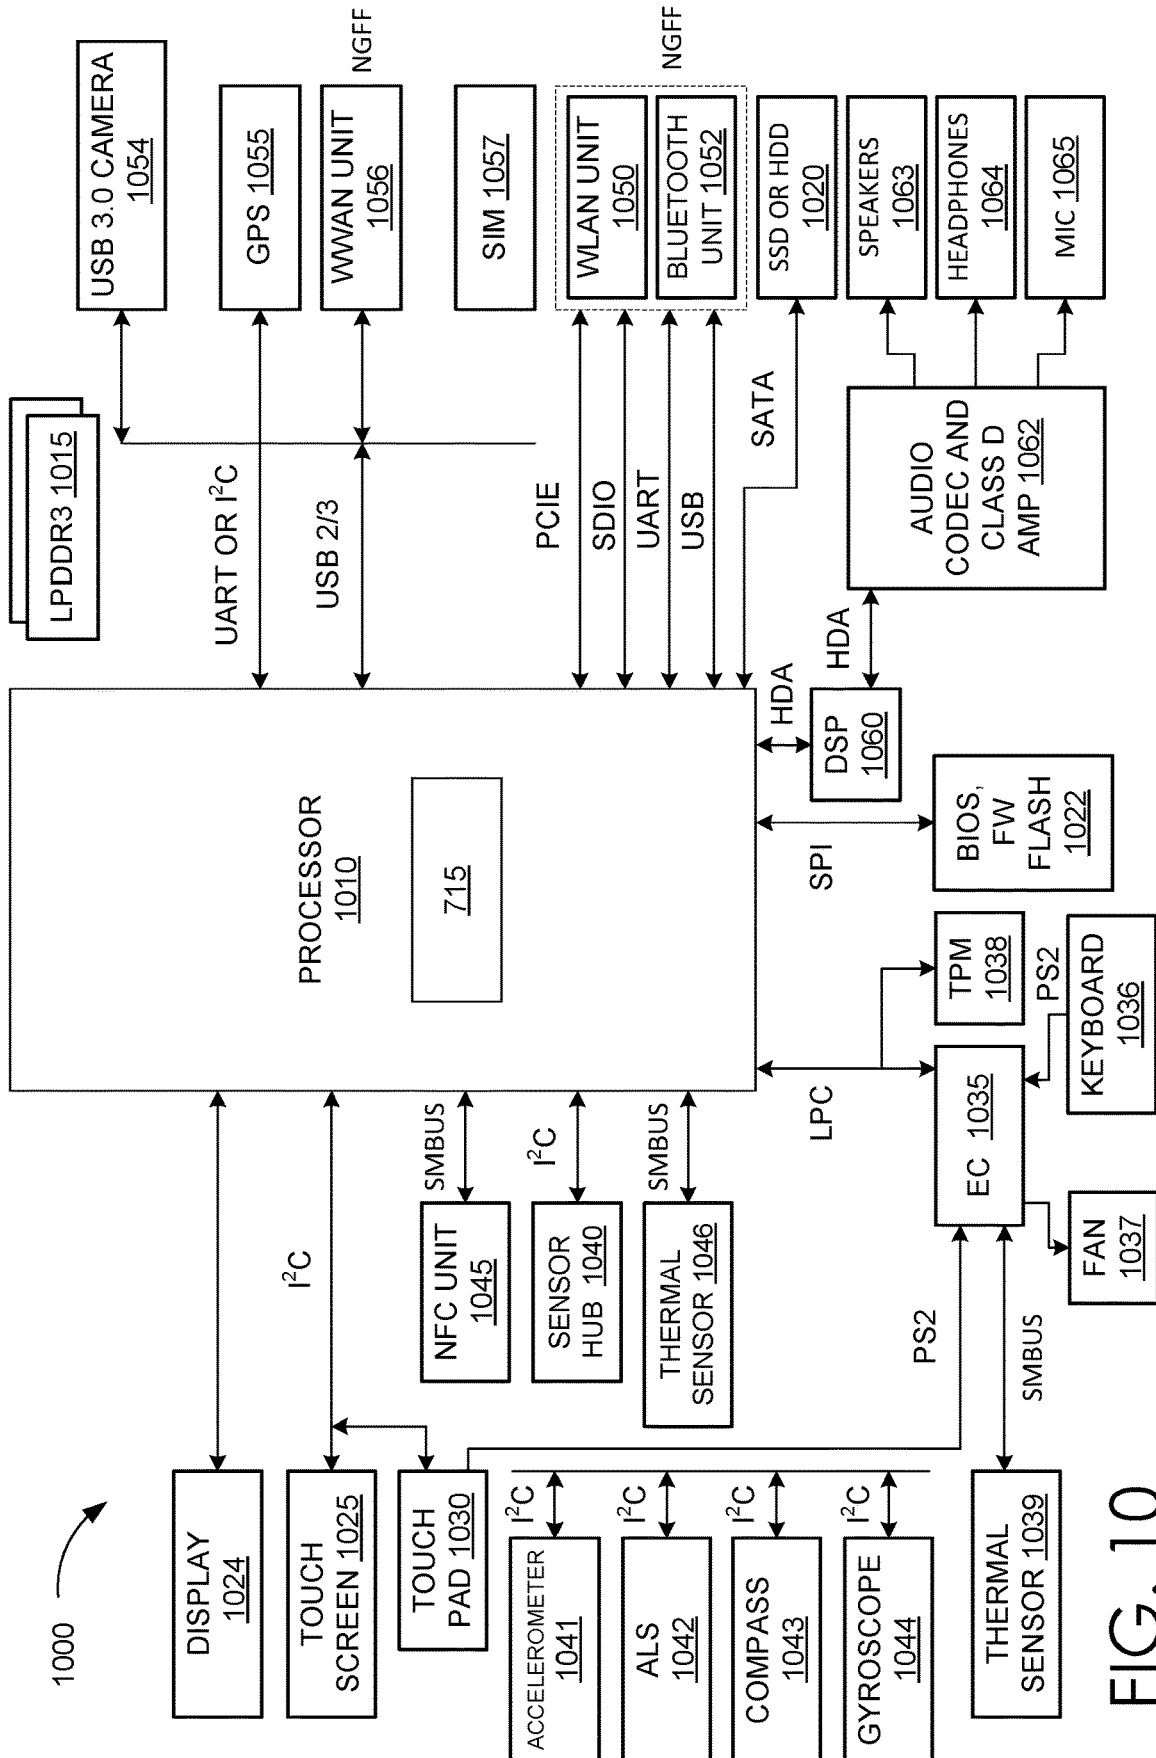 1000
DISPLAY
1024
TOUCH
SCREEN 1025
TOUCH
PAD 1030
ACCELEROMETER
1041
ALS
1042
COMPASS
1043
GYROSCOPE
1044
THERMAL
SENSOR 1039
I²C
I²C
I²C
I²C
I²C
NFC UNIT
1045
SMBUS
SENSOR
HUB 1040
I²C
THERMAL
SENSOR 1046
SMBUS
PS2
SMBUS
FAN
1037
EC 1035
LPC
TPM
1038
PS2
KEYBOARD
1036
PROCESSOR
1010
715
SPI
BIOS,
FW
FLASH
1022
HDA
DSP
1060
HDA
LPDDR3 1015
UART OR I²C
USB 2/3
PCIE
SDIO
UART
USB
SATA
AUDIO
CODEC AND
CLASS D
AMP 1062
USB 3.0 CAMERA
1054
GPS 1055
WWAN UNIT
1056
NGFF
SIM 1057
WLAN UNIT
1050
BLUETOOTH
UNIT 1052
NGFF
SSD OR HDD
1020
SPEAKERS
1063
HEADPHONES
1064
MIC 1065
FIG. 10